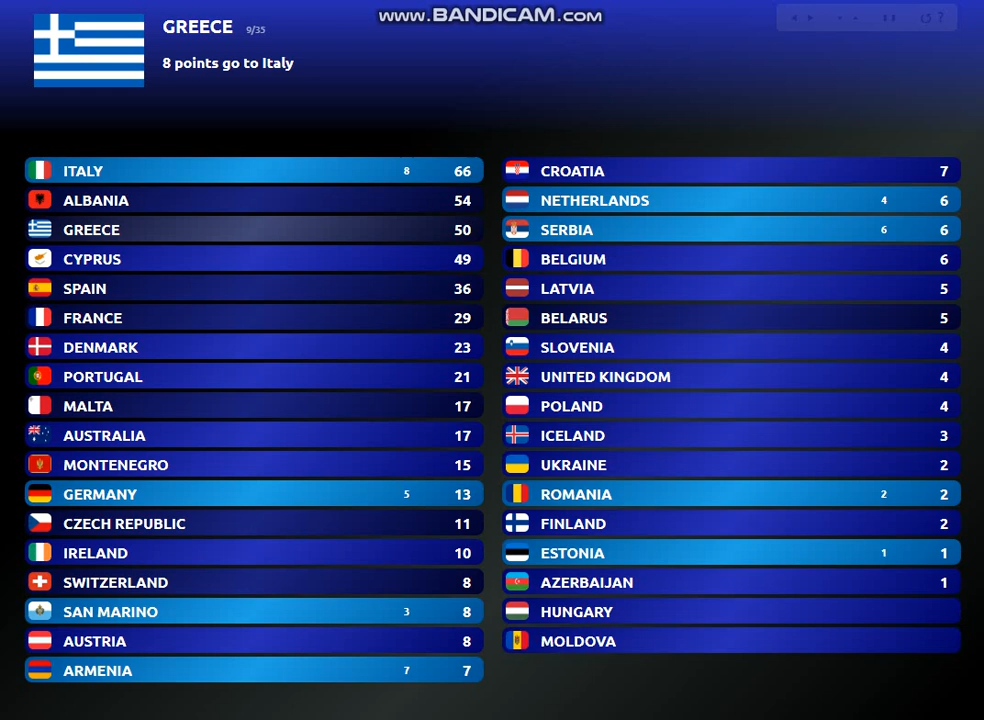 www.BANDICAM.com
GREECE 9/35
8 points go to Italy
ITALY 8 66
ALBANIA 54
GREECE 50
CYPRUS 49
SPAIN 36
FRANCE 29
DENMARK 23
PORTUGAL 21
MALTA 17
AUSTRALIA 17
MONTENEGRO 15
GERMANY 5 13
CZECH REPUBLIC 11
IRELAND 10
SWITZERLAND 8
SAN MARINO 3 8
AUSTRIA 8
ARMENIA 7 7
CROATIA 7
NETHERLANDS 4 6
SERBIA 6 6
BELGIUM 6
LATVIA 5
BELARUS 5
SLOVENIA 4
UNITED KINGDOM 4
POLAND 4
ICELAND 3
UKRAINE 2
ROMANIA 2 2
FINLAND 2
ESTONIA 1 1
AZERBAIJAN 1
HUNGARY
MOLDOVA